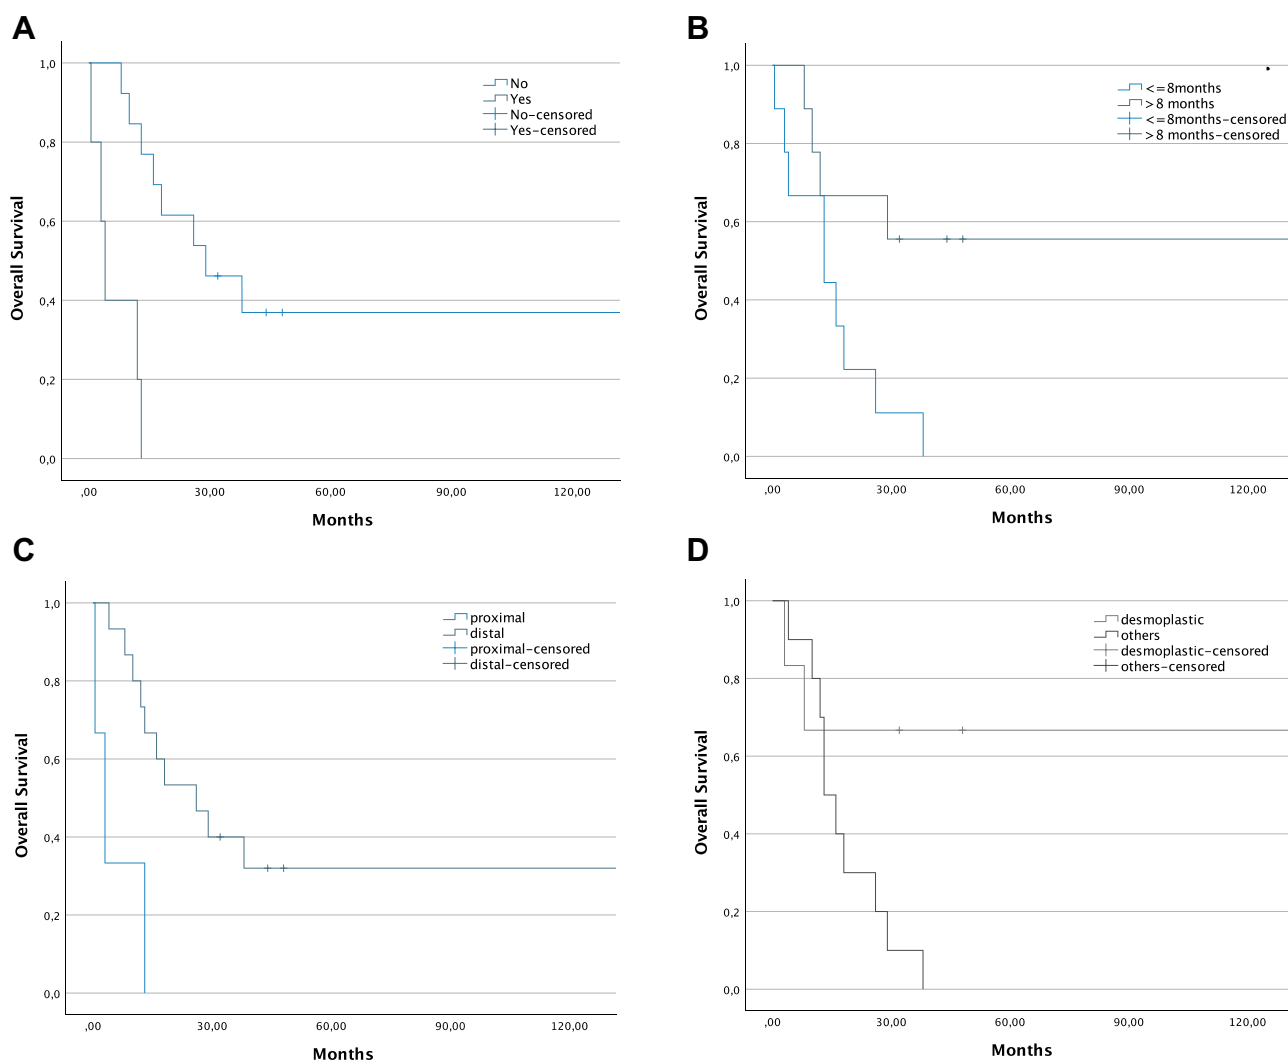 A
Overall Survival
1,0
0,8
0,6
0,4
0,2
0,0
No
Yes
No-censored
Yes-censored
,00 30,00 60,00 90,00 120,00
Months
B
Overall Survival
1,0
0,8
0,6
0,4
0,2
0,0
<=8months
>8 months
<=8months-censored
>8 months-censored
,00 30,00 60,00 90,00 120,00
Months
C
Overall Survival
1,0
0,8
0,6
0,4
0,2
0,0
proximal
distal
proximal-censored
distal-censored
,00 30,00 60,00 90,00 120,00
Months
D
Overall Survival
1,0
0,8
0,6
0,4
0,2
0,0
desmoplastic
others
desmoplastic-censored
others-censored
,00 30,00 60,00 90,00 120,00
Months